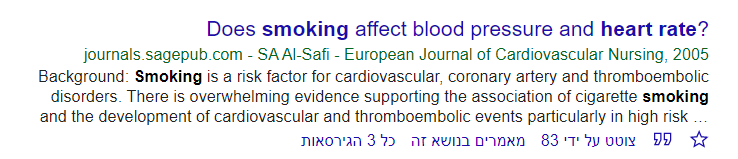 Does smoking affect blood pressure and heart rate?
journals.sagepub.com - SA Al-Safi - European Journal of Cardiovascular Nursing, 2005
Background: Smoking is a risk factor for cardiovascular, coronary artery and thromboembolic
disorders. There is overwhelming evidence supporting the association of cigarette smoking
and the development of cardiovascular and thromboembolic events particularly in high risk …
צוטט על ידי 83 מאמרים בנושא זה כל 3 הגירסאות